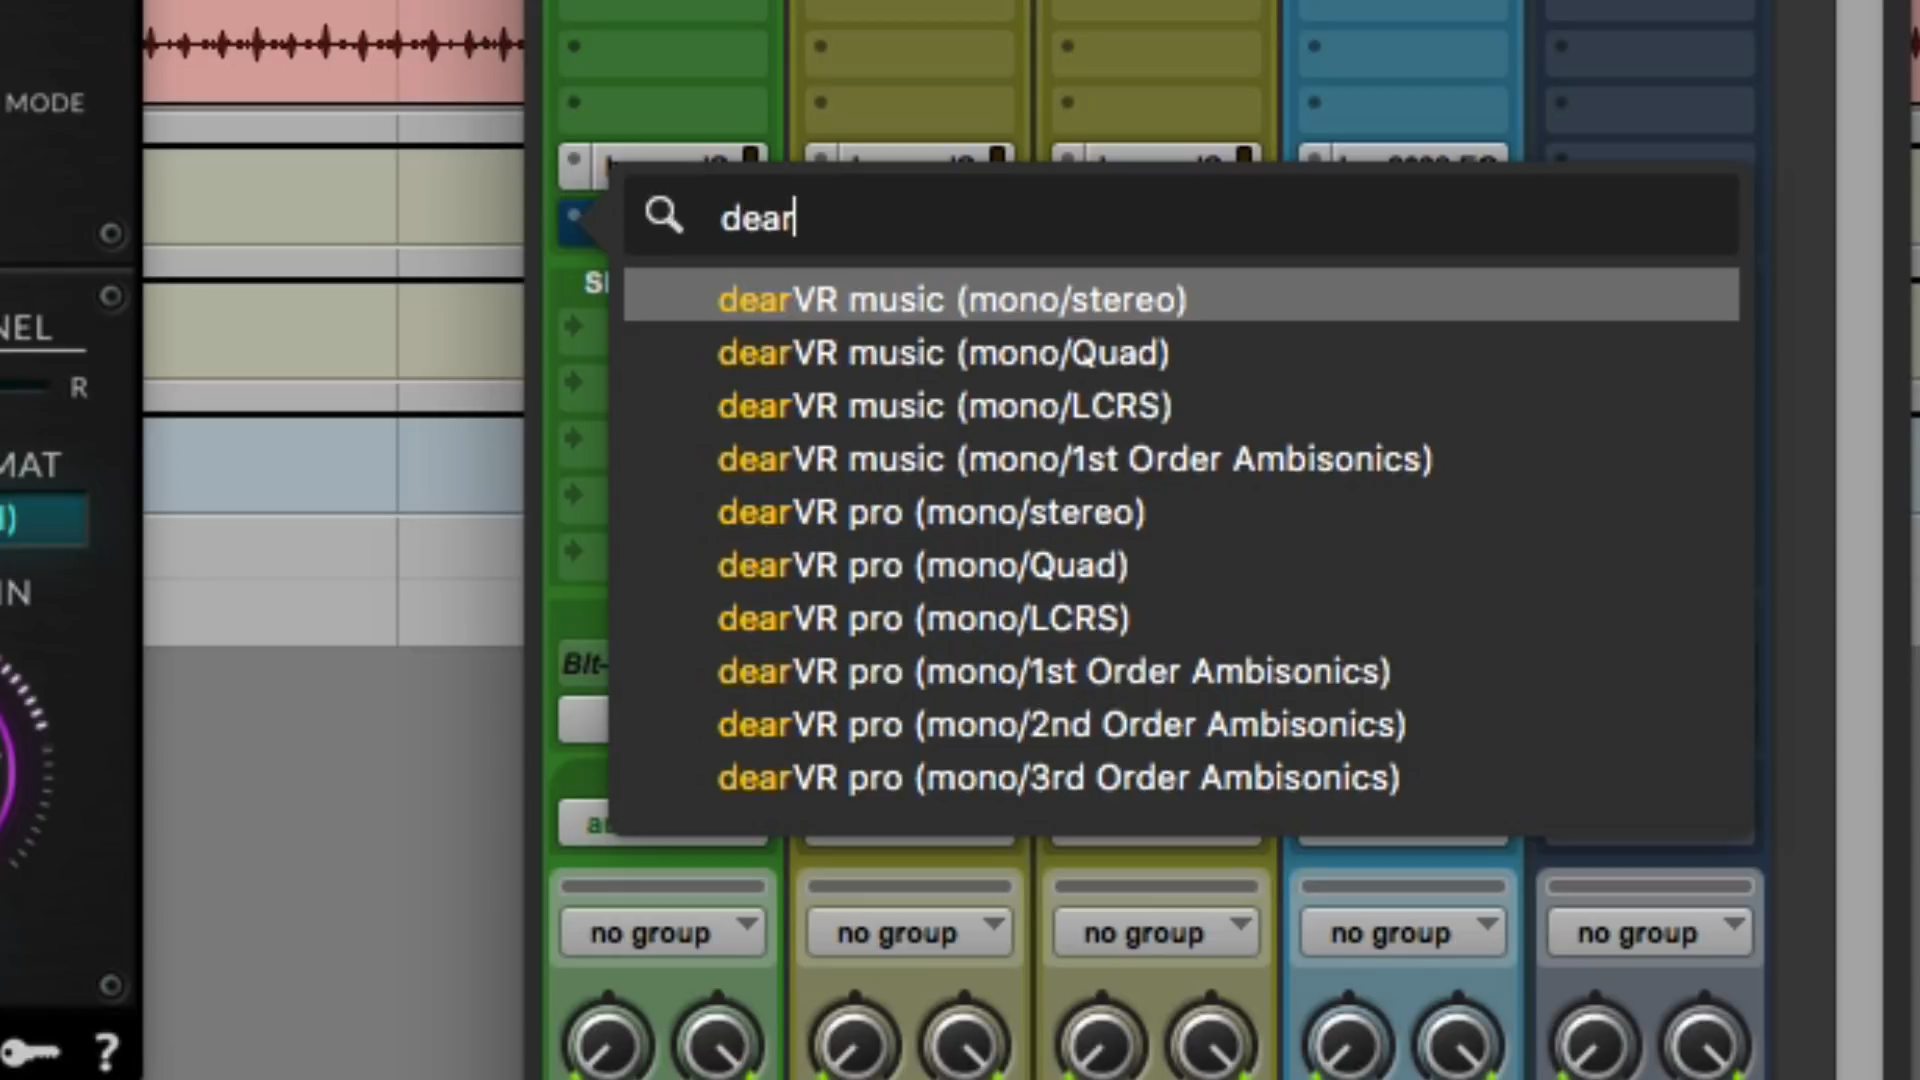 MODE
dear
dearVR music (mono/stereo)
dearVR music (mono/Quad)
dearVR music (mono/LCRS)
dearVR music (mono/1st Order Ambisonics)
dearVR pro (mono/stereo)
dearVR pro (mono/Quad)
dearVR pro (mono/LCRS)
dearVR pro (mono/1st Order Ambisonics)
dearVR pro (mono/2nd Order Ambisonics)
dearVR pro (mono/3rd Order Ambisonics)
NEL
R
MAT
IN
Blt-
no group
no group
no group
no group
no group
?